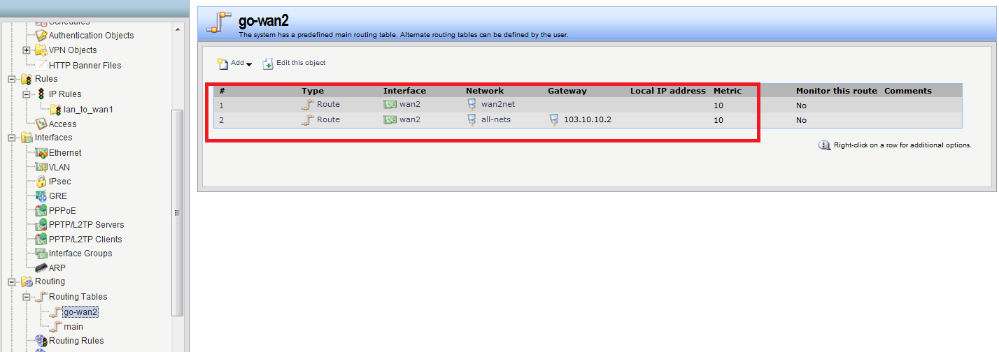 Schedules
Authentication Objects
VPN Objects
HTTP Banner Files
Rules
IP Rules
lan_to_wan1
Access
Interfaces
Ethernet
VLAN
IPsec
GRE
PPPoE
PPTP/L2TP Servers
PPTP/L2TP Clients
Interface Groups
ARP
Routing
Routing Tables
go-wan2
main
Routing Rules
go-wan2
The system has a predefined main routing table. Alternate routing tables can be defined by the user.
Add Edit this object
# Type Interface Network Gateway Local IP address Metric Monitor this route Comments
1 Route wan2 wan2net 10 No
2 Route wan2 all-nets 103.10.10.2 10 No
Right-click on a row for additional options.